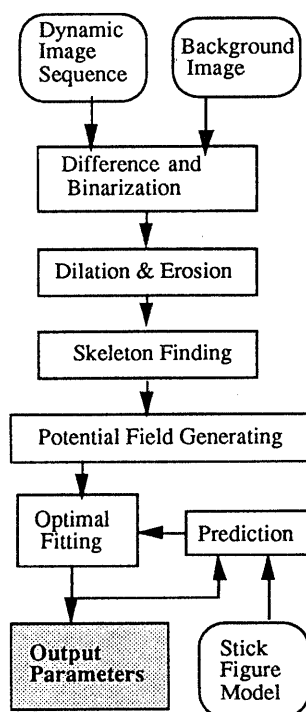 Dynamic
Image
Sequence
Background
Image
Difference and
Binarization
Dilation & Erosion
Skeleton Finding
Potential Field Generating
Optimal
Fitting
Prediction
Output
Parameters
Stick
Figure
Model